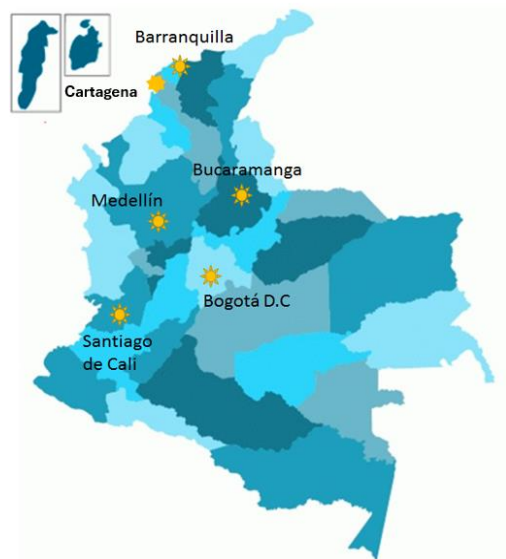 Barranquilla
Cartagena
Bucaramanga
Medellín
Bogotá D.C
Santiago
de Cali